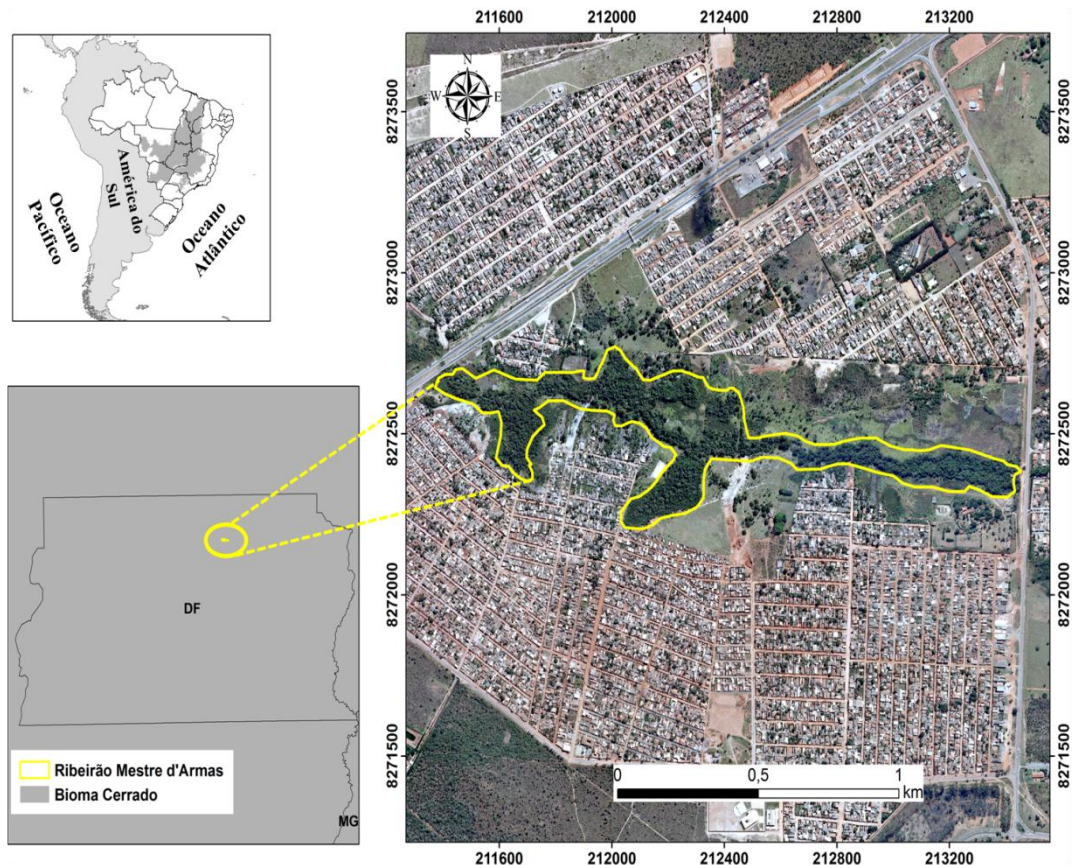 211600 212000 212400 212800 213200
N
W E
S
8273500
8273500
8273000
8273000
8272500
8272500
8272000
8272000
8271500
8271500
Oceano
Pacífico
América do
Sul
Oceano
Atlântico
DF
MG
Ribeirão Mestre d'Armas
Bioma Cerrado
0 0,5 1
km
211600 212000 212400 212800 213200